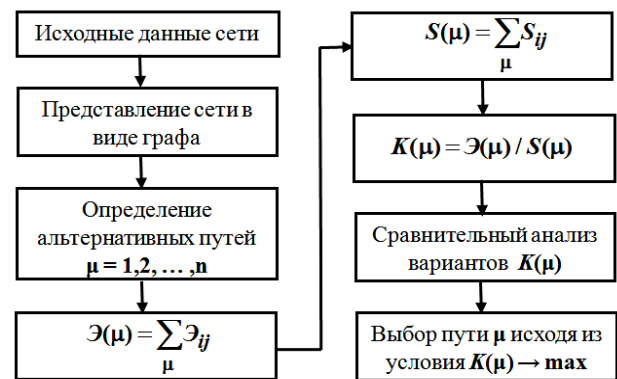 Исходные данные сети
Представление сети в
виде графа
Определение
альтернативных путей
μ = 1,2, … ,n
Э(μ) = ∑ Эij
μ
S(μ) = ∑ Sij
μ
K(μ) = Э(μ) / S(μ)
Сравнительный анализ
вариантов K(μ)
Выбор пути μ исходя из
условия K(μ) → max